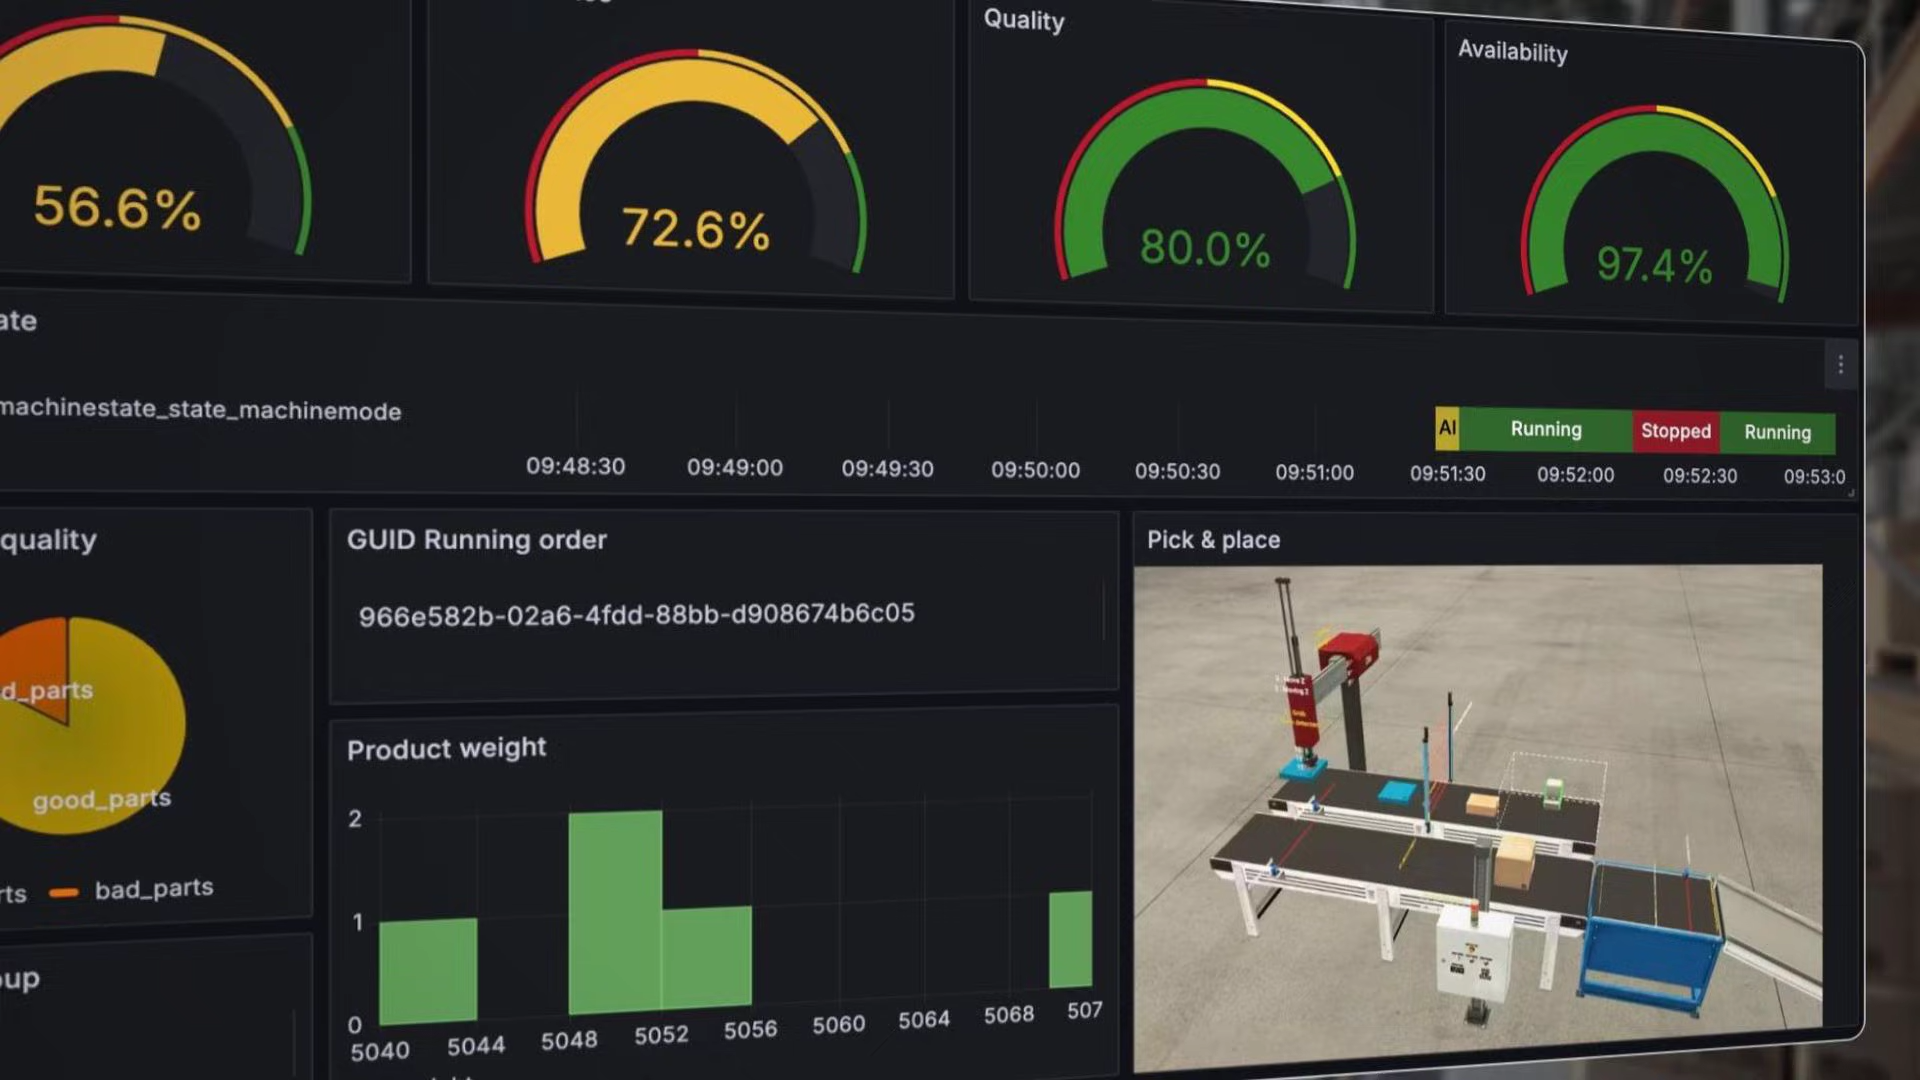 Quality
Availability
56.6%
72.6%
80.0%
97.4%
ate
machinestate_state_machinemode
AI
Running
Stopped
Running
09:48:30
09:49:00
09:49:30
09:50:00
09:50:30
09:51:00
09:51:30
09:52:00
09:52:30
09:53:0
quality
d_parts
good_parts
rts
bad_parts
oup
GUID Running order
966e582b-02a6-4fdd-88bb-d908674b6c05
Product weight
2
1
0
5040
5044
5048
5052
5056
5060
5064
5068
507
Pick & place